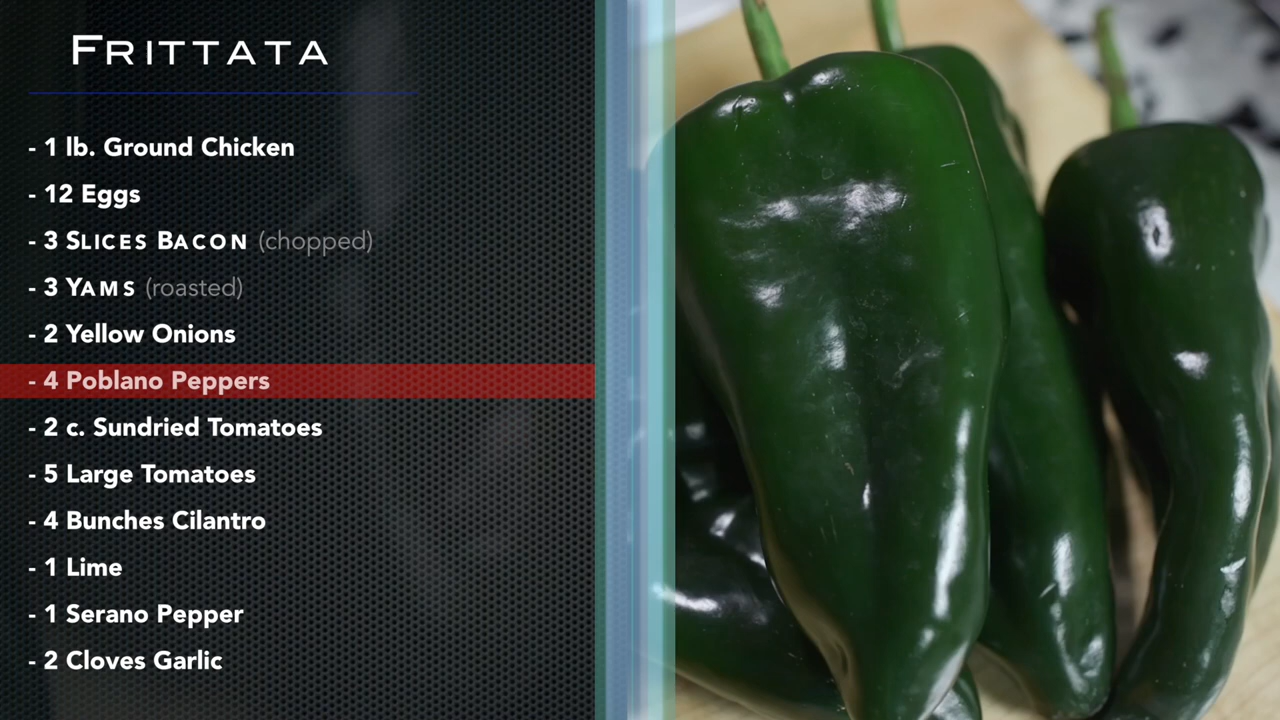 FRITTATA
- 1 lb. Ground Chicken
- 12 Eggs
- 3 SLICES BACON (chopped)
- 3 YAMS (roasted)
- 2 Yellow Onions
- 4 Poblano Peppers
- 2 c. Sundried Tomatoes
- 5 Large Tomatoes
- 4 Bunches Cilantro
- 1 Lime
- 1 Serano Pepper
- 2 Cloves Garlic